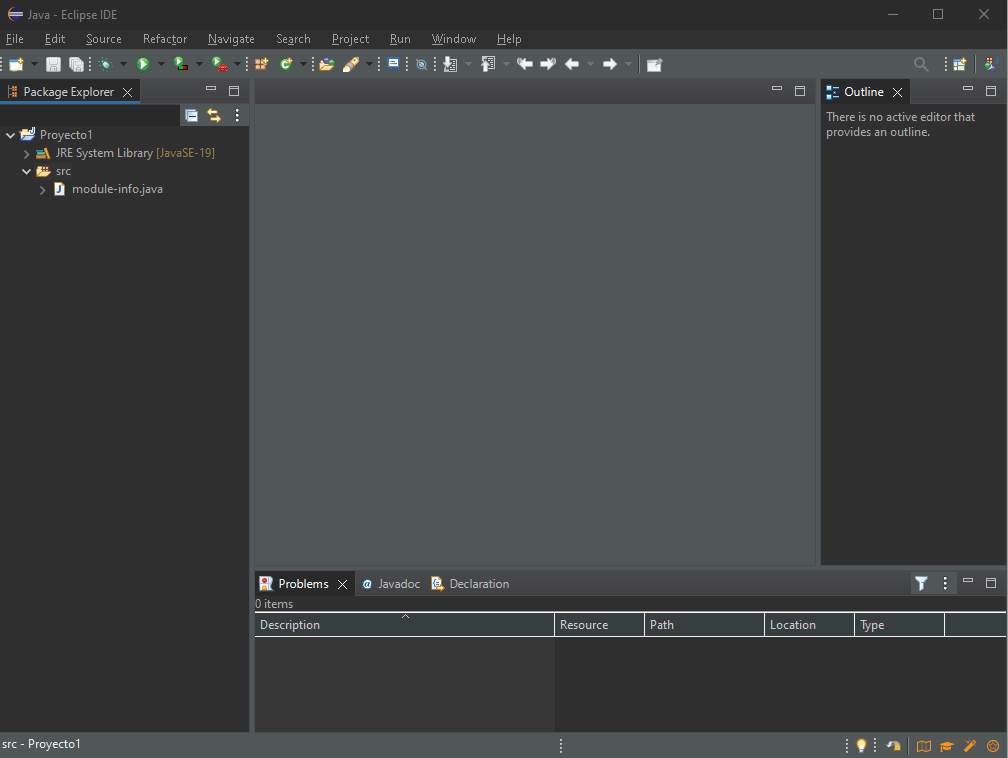 Java - Eclipse IDE
File Edit Source Refactor Navigate Search Project Run Window Help
Package Explorer
Proyecto1
JRE System Library [JavaSE-19]
src
module-info.java
Outline
There is no active editor that
provides an outline.
Problems Javadoc Declaration
0 items
Description Resource Path Location Type
src - Proyecto1